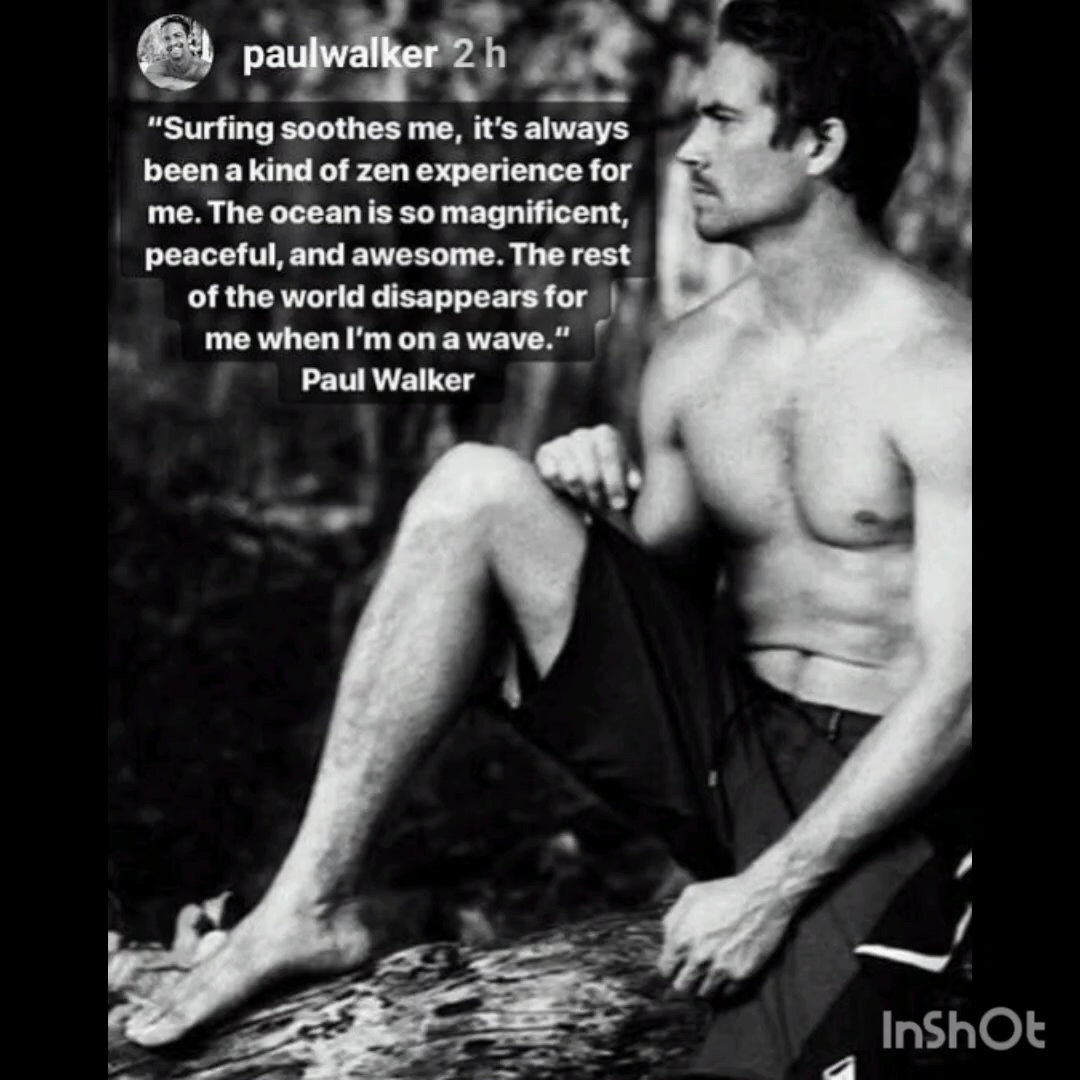 paulwalker 2 h
“Surfing soothes me, it’s always
been a kind of zen experience for
me. The ocean is so magnificent,
peaceful, and awesome. The rest
of the world disappears for
me when I’m on a wave.“
Paul Walker
InShOt